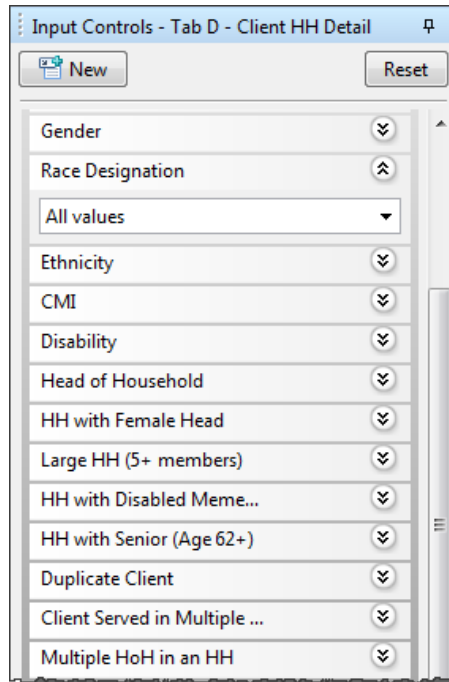 Input Controls - Tab D - Client HH Detail
New Reset
Gender
Race Designation
All values
Ethnicity
CMI
Disability
Head of Household
HH with Female Head
Large HH (5+ members)
HH with Disabled Meme...
HH with Senior (Age 62+)
Duplicate Client
Client Served in Multiple ...
Multiple HoH in an HH